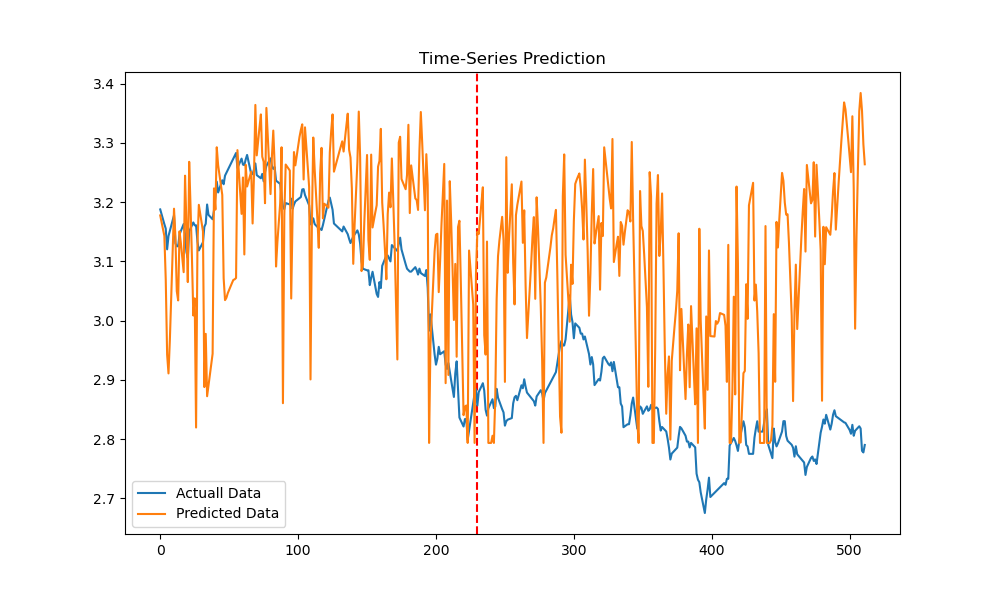 Time-Series Prediction
3.4
3.3
3.2
3.1
3.0
2.9
2.8
2.7
Actuall Data
Predicted Data
0 100 200 300 400 500